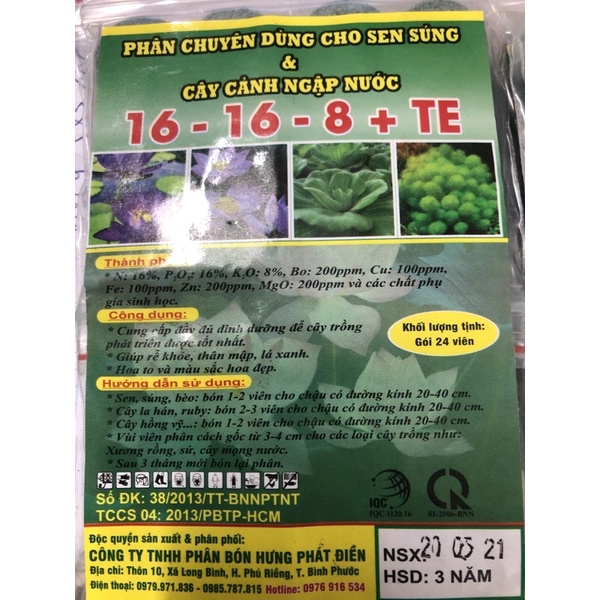 PHÂN CHUYÊN DÙNG CHO SEN SÚNG
&
CÂY CẢNH NGẬP NƯỚC
16 - 16 - 8 + TE
Thành ph
* N: 16%, P₂O₅: 16%, K₂O: 8%, Bo: 200ppm, Cu: 100ppm,
Fe: 100ppm, Zn: 200ppm, MgO: 200ppm và các chất phụ
gia sinh học.
Công dụng:
* Cung cấp đầy đủ dinh dưỡng để cây trồng
phát triển được tốt nhất.
* Giúp rễ khỏe, thân mập, lá xanh.
* Hoa to và màu sắc hoa đẹp.
Khối lượng tịnh:
Gói 24 viên
Hướng dẫn sử dụng:
* Sen, súng, bèo: bón 1-2 viên cho chậu có đường kính 20-40 cm.
* Cây la hán, ruby: bón 2-3 viên cho chậu có đường kính 20-40 cm.
* Cây hồng vỹ...: bón 1-2 viên cho chậu có đường kính 20-40 cm.
* Vùi viên phân cách gốc từ 3-4 cm cho các loại cây trồng như:
Xương rồng, sứ, cây mọng nước.
* Sau 3 tháng mới bón lại phân.
Số ĐK: 38/2013/TT-BNNPTNT
TCCS 04: 2013/PBTP-HCM
IQC
IQC 4120.16
81-2006-BNN
Độc quyền sản xuất & phân phối:
CÔNG TY TNHH PHÂN BÓN HƯNG PHÁT ĐIỀN
Địa chỉ: Thôn 10, Xã Long Bình, H. Phú Riềng, T. Bình Phước
Điện thoại: 0979.971.836 - 0985.787.815 Hotline: 0976 916 534
NSX: 20 03 21
HSD: 3 NĂM